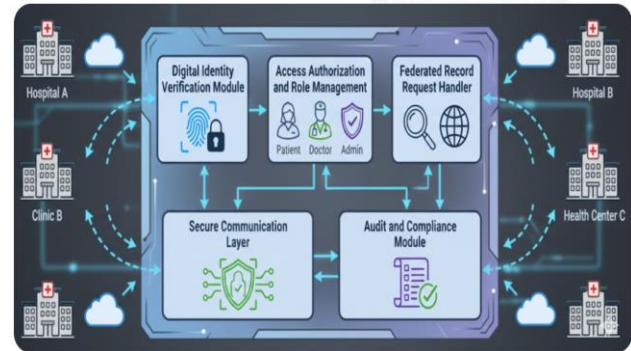 Hospital A
Clinic B
Digital Identity
Verification Module
Access Authorization
and Role Management
Patient Doctor Admin
Federated Record
Request Handler
Secure Communication
Layer
Audit and Compliance
Module
Hospital B
Health Center C